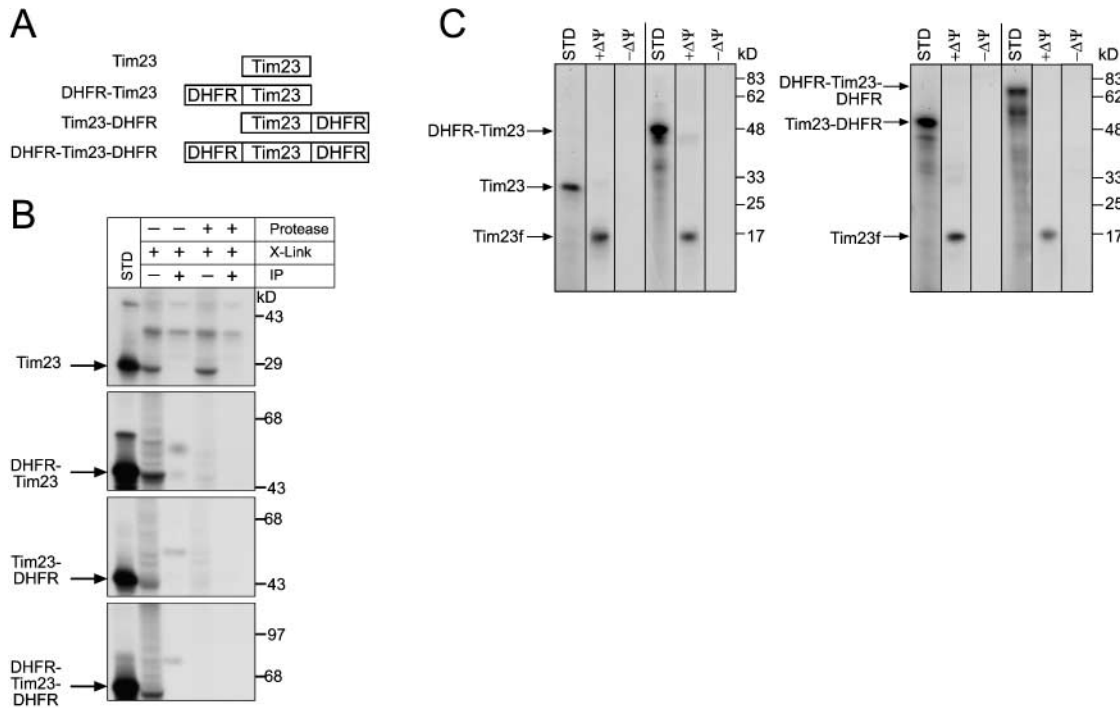 A
Tim23
Tim23
DHFR-Tim23
DHFR Tim23
Tim23-DHFR
Tim23 DHFR
DHFR-Tim23-DHFR
DHFR Tim23 DHFR
B
STD
− − + + Protease
+ + + + X-Link
− + − + IP
kD
43
Tim23
29
68
DHFR-
Tim23
43
68
Tim23-
DHFR
43
97
DHFR-
Tim23-
DHFR
68
C
STD +ΔΨ −ΔΨ STD +ΔΨ −ΔΨ
kD
83
62
DHFR-Tim23
48
33
Tim23
25
Tim23f
17
STD +ΔΨ −ΔΨ STD +ΔΨ −ΔΨ
kD
DHFR-Tim23-
DHFR
83
62
Tim23-DHFR
48
33
25
Tim23f
17